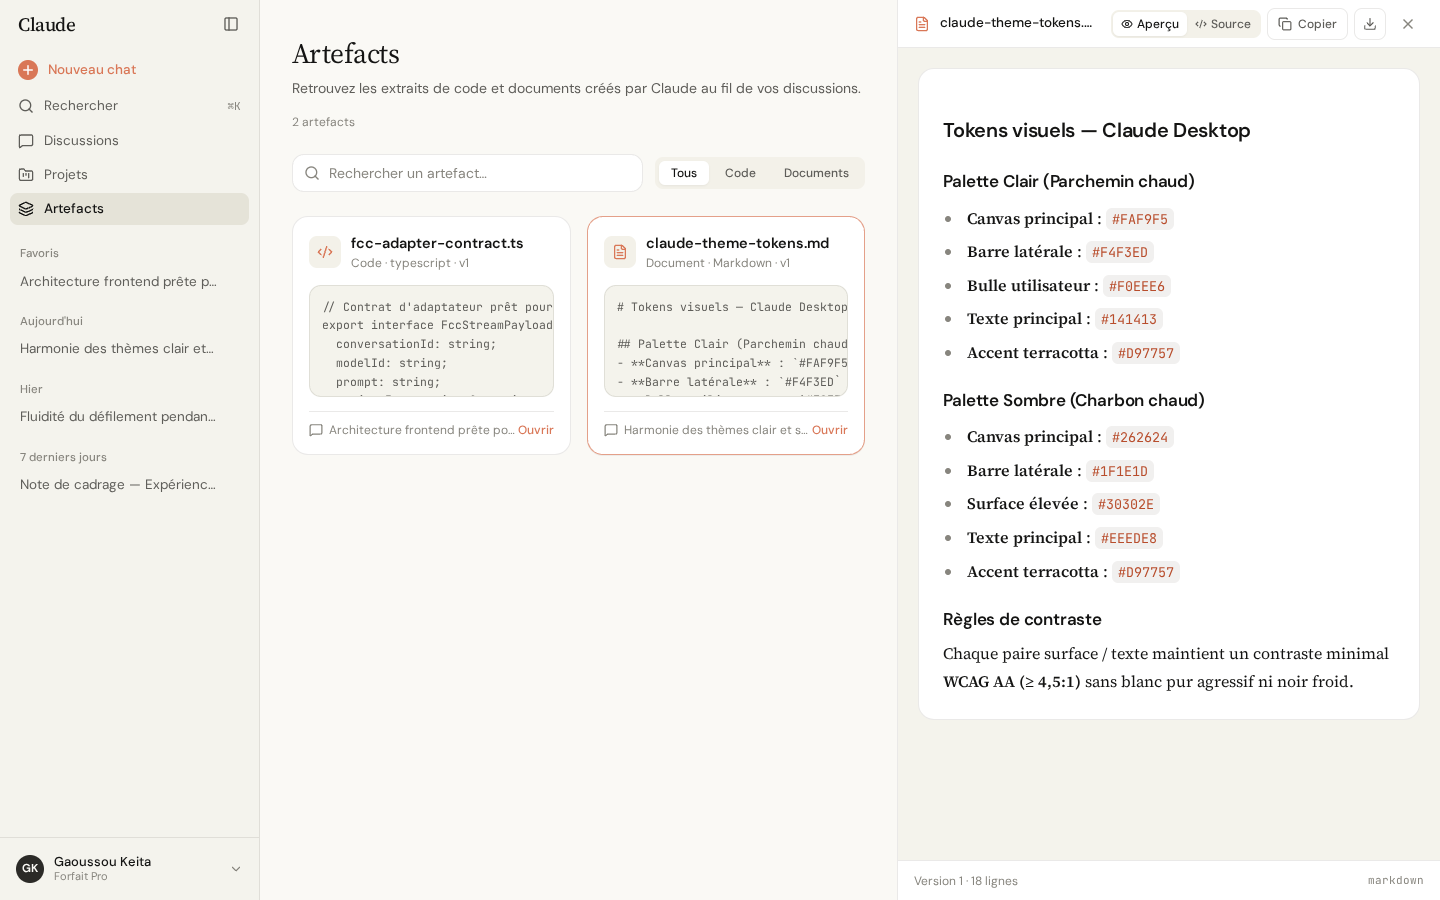 Claude
Nouveau chat
Rechercher
⌘K
Discussions
Projets
Artefacts
Favoris
Architecture frontend prête p...
Aujourd'hui
Harmonie des thèmes clair et...
Hier
Fluidité du défilement pendan...
7 derniers jours
Note de cadrage — Expérienc...
GK
Gaoussou Keita
Forfait Pro
Artefacts
Retrouvez les extraits de code et documents créés par Claude au fil de vos discussions.
2 artefacts
Rechercher un artefact...
Tous
Code
Documents
fcc-adapter-contract.ts
Code · typescript · v1
// Contrat d'adaptateur prêt pour
export interface FccStreamPayload
conversationId: string;
modelId: string;
prompt: string;
Architecture frontend prête po...
Ouvrir
claude-theme-tokens.md
Document · Markdown · v1
# Tokens visuels — Claude Desktop
## Palette Clair (Parchemin chaud
- **Canvas principal** : `#FAF9F5
- **Barre latérale** : `#F4F3ED`
Harmonie des thèmes clair et s...
Ouvrir
claude-theme-tokens....
Aperçu
Source
Copier
Tokens visuels — Claude Desktop
Palette Clair (Parchemin chaud)
Canvas principal : #FAF9F5
Barre latérale : #F4F3ED
Bulle utilisateur : #F0EEE6
Texte principal : #141413
Accent terracotta : #D97757
Palette Sombre (Charbon chaud)
Canvas principal : #262624
Barre latérale : #1F1E1D
Surface élevée : #30302E
Texte principal : #EEEDE8
Accent terracotta : #D97757
Règles de contraste
Chaque paire surface / texte maintient un contraste minimal
WCAG AA (≥ 4,5:1) sans blanc pur agressif ni noir froid.
Version 1 · 18 lignes
markdown